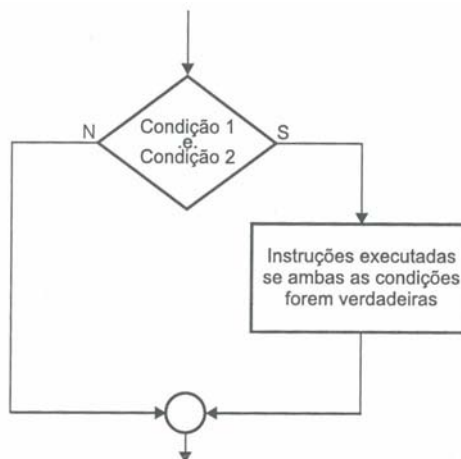 N
Condição 1
.e.
Condição 2
S
Instruções executadas
se ambas as condições
forem verdadeiras